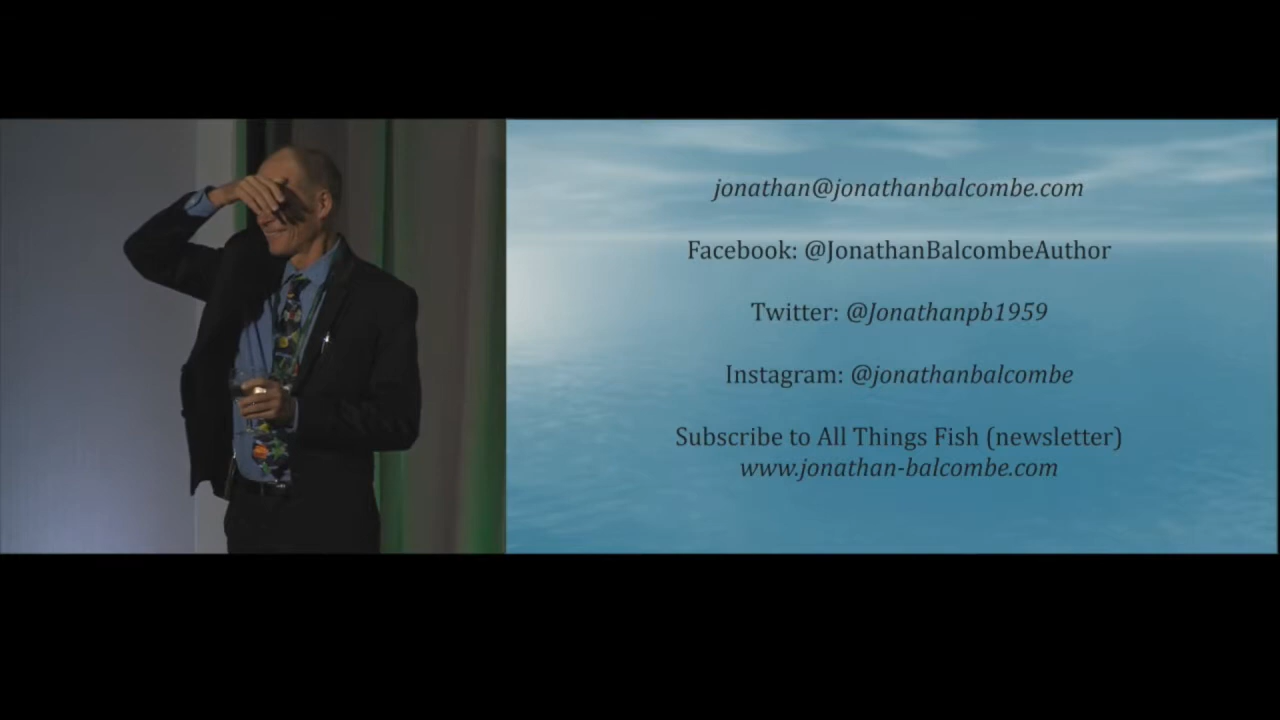 jonathan@jonathanbalcombe.com
Facebook: @JonathanBalcombeAuthor
Twitter: @Jonathanpb1959
Instagram: @jonathanbalcombe
Subscribe to All Things Fish (newsletter)
www.jonathan-balcombe.com